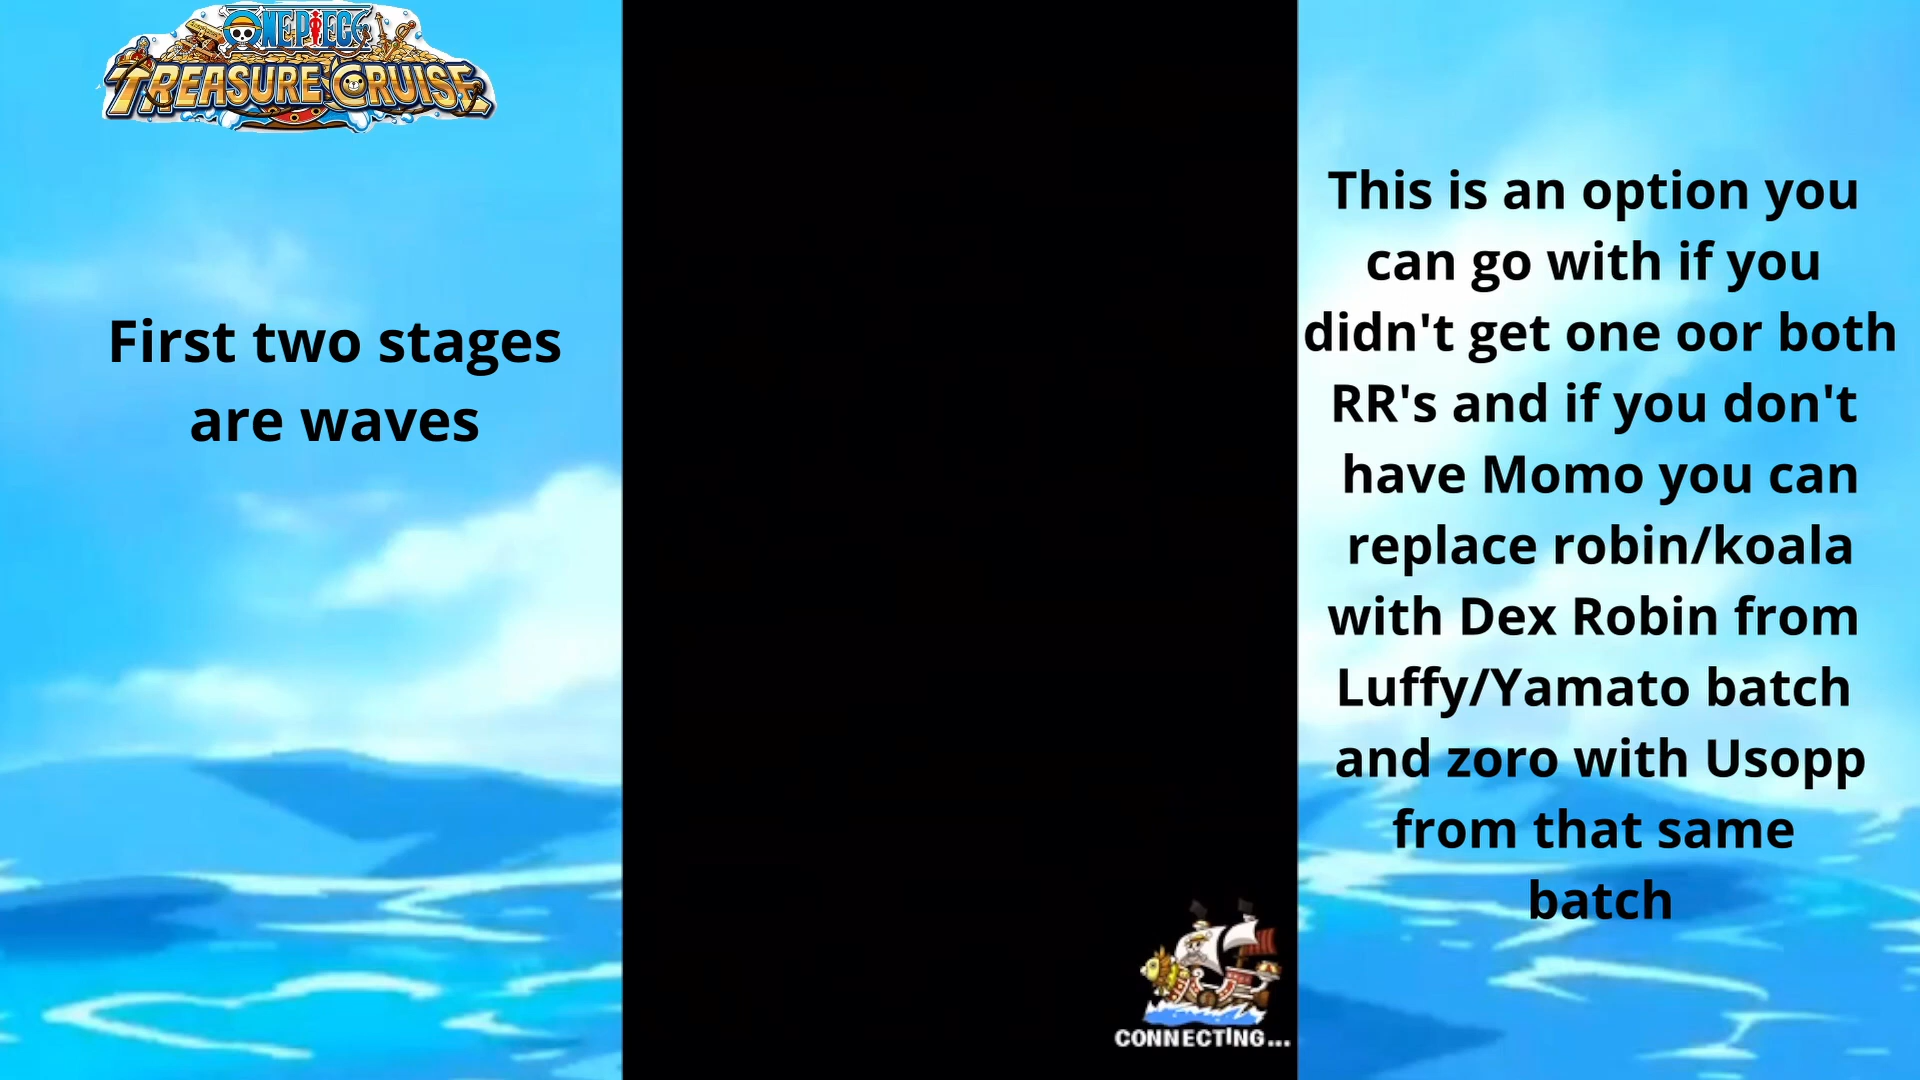 ONE PIECE
TREASURE CRUISE
First two stages
are waves
This is an option you
can go with if you
didn't get one oor both
RR's and if you don't
have Momo you can
replace robin/koala
with Dex Robin from
Luffy/Yamato batch
and zoro with Usopp
from that same
batch
CONNECTING...